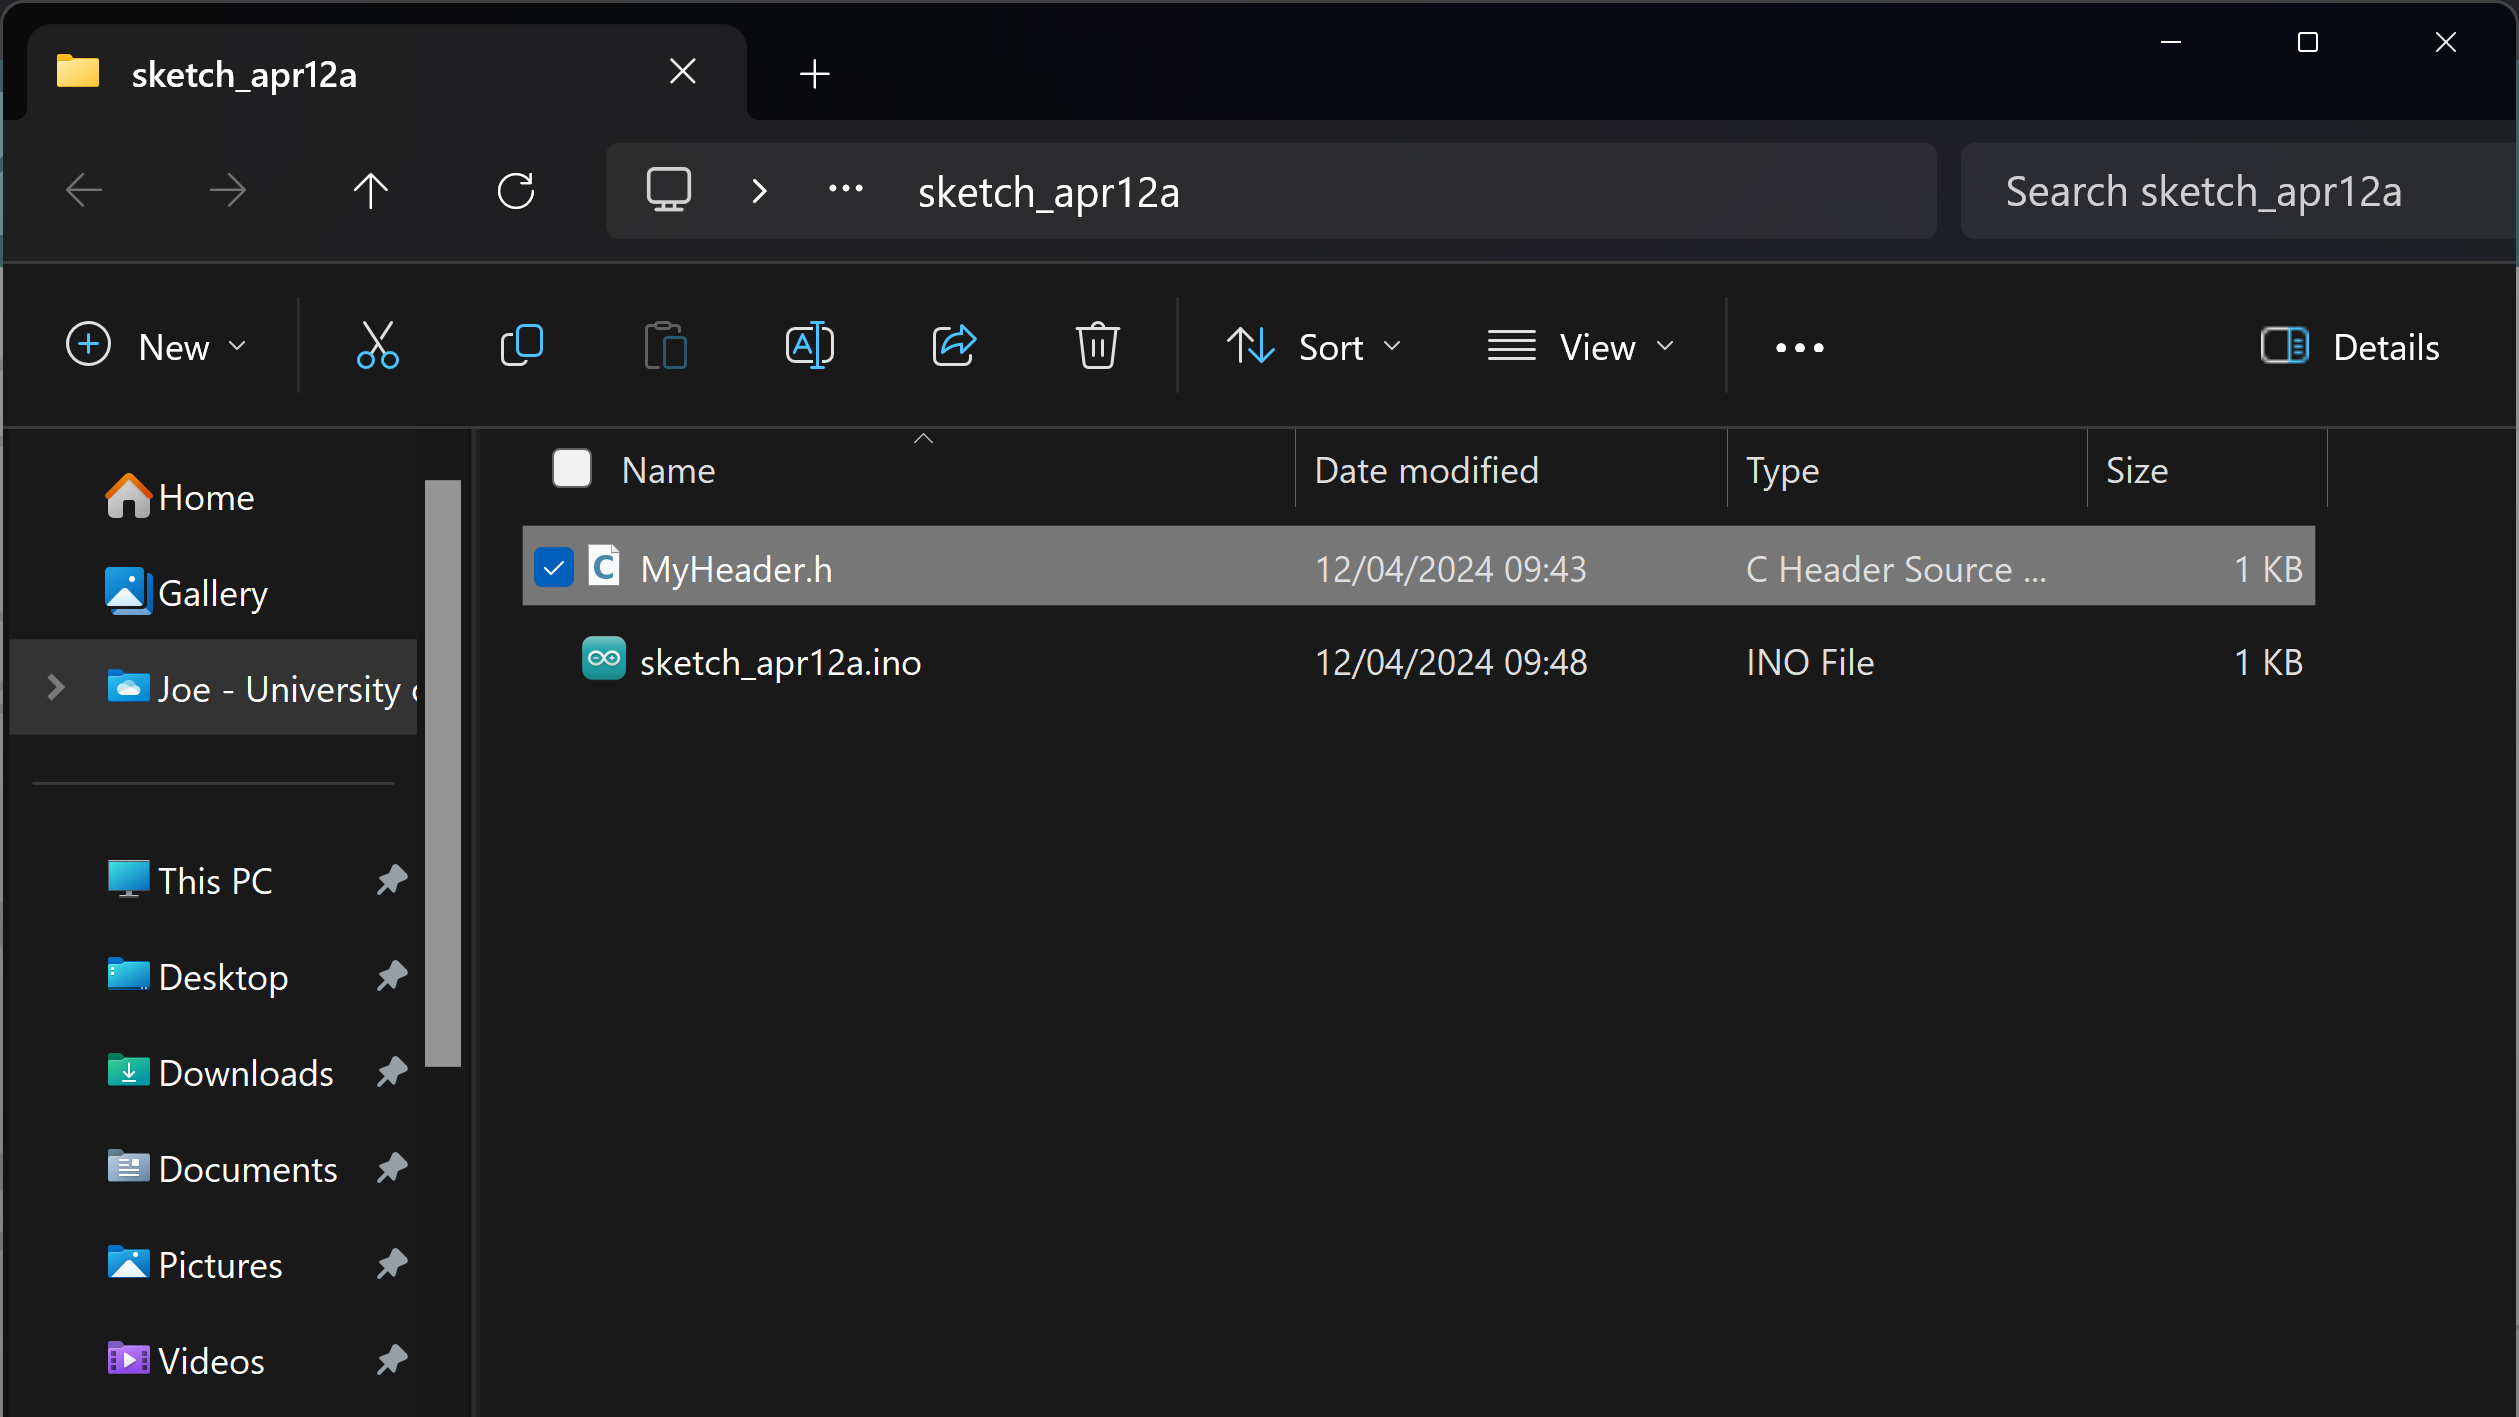 sketch_apr12a
sketch_apr12a
Search sketch_apr12a
New
Sort
View
Details
Name
Date modified
Type
Size
Home
Gallery
Joe - University
MyHeader.h
12/04/2024 09:43
C Header Source ...
1 KB
sketch_apr12a.ino
12/04/2024 09:48
INO File
1 KB
This PC
Desktop
Downloads
Documents
Pictures
Videos